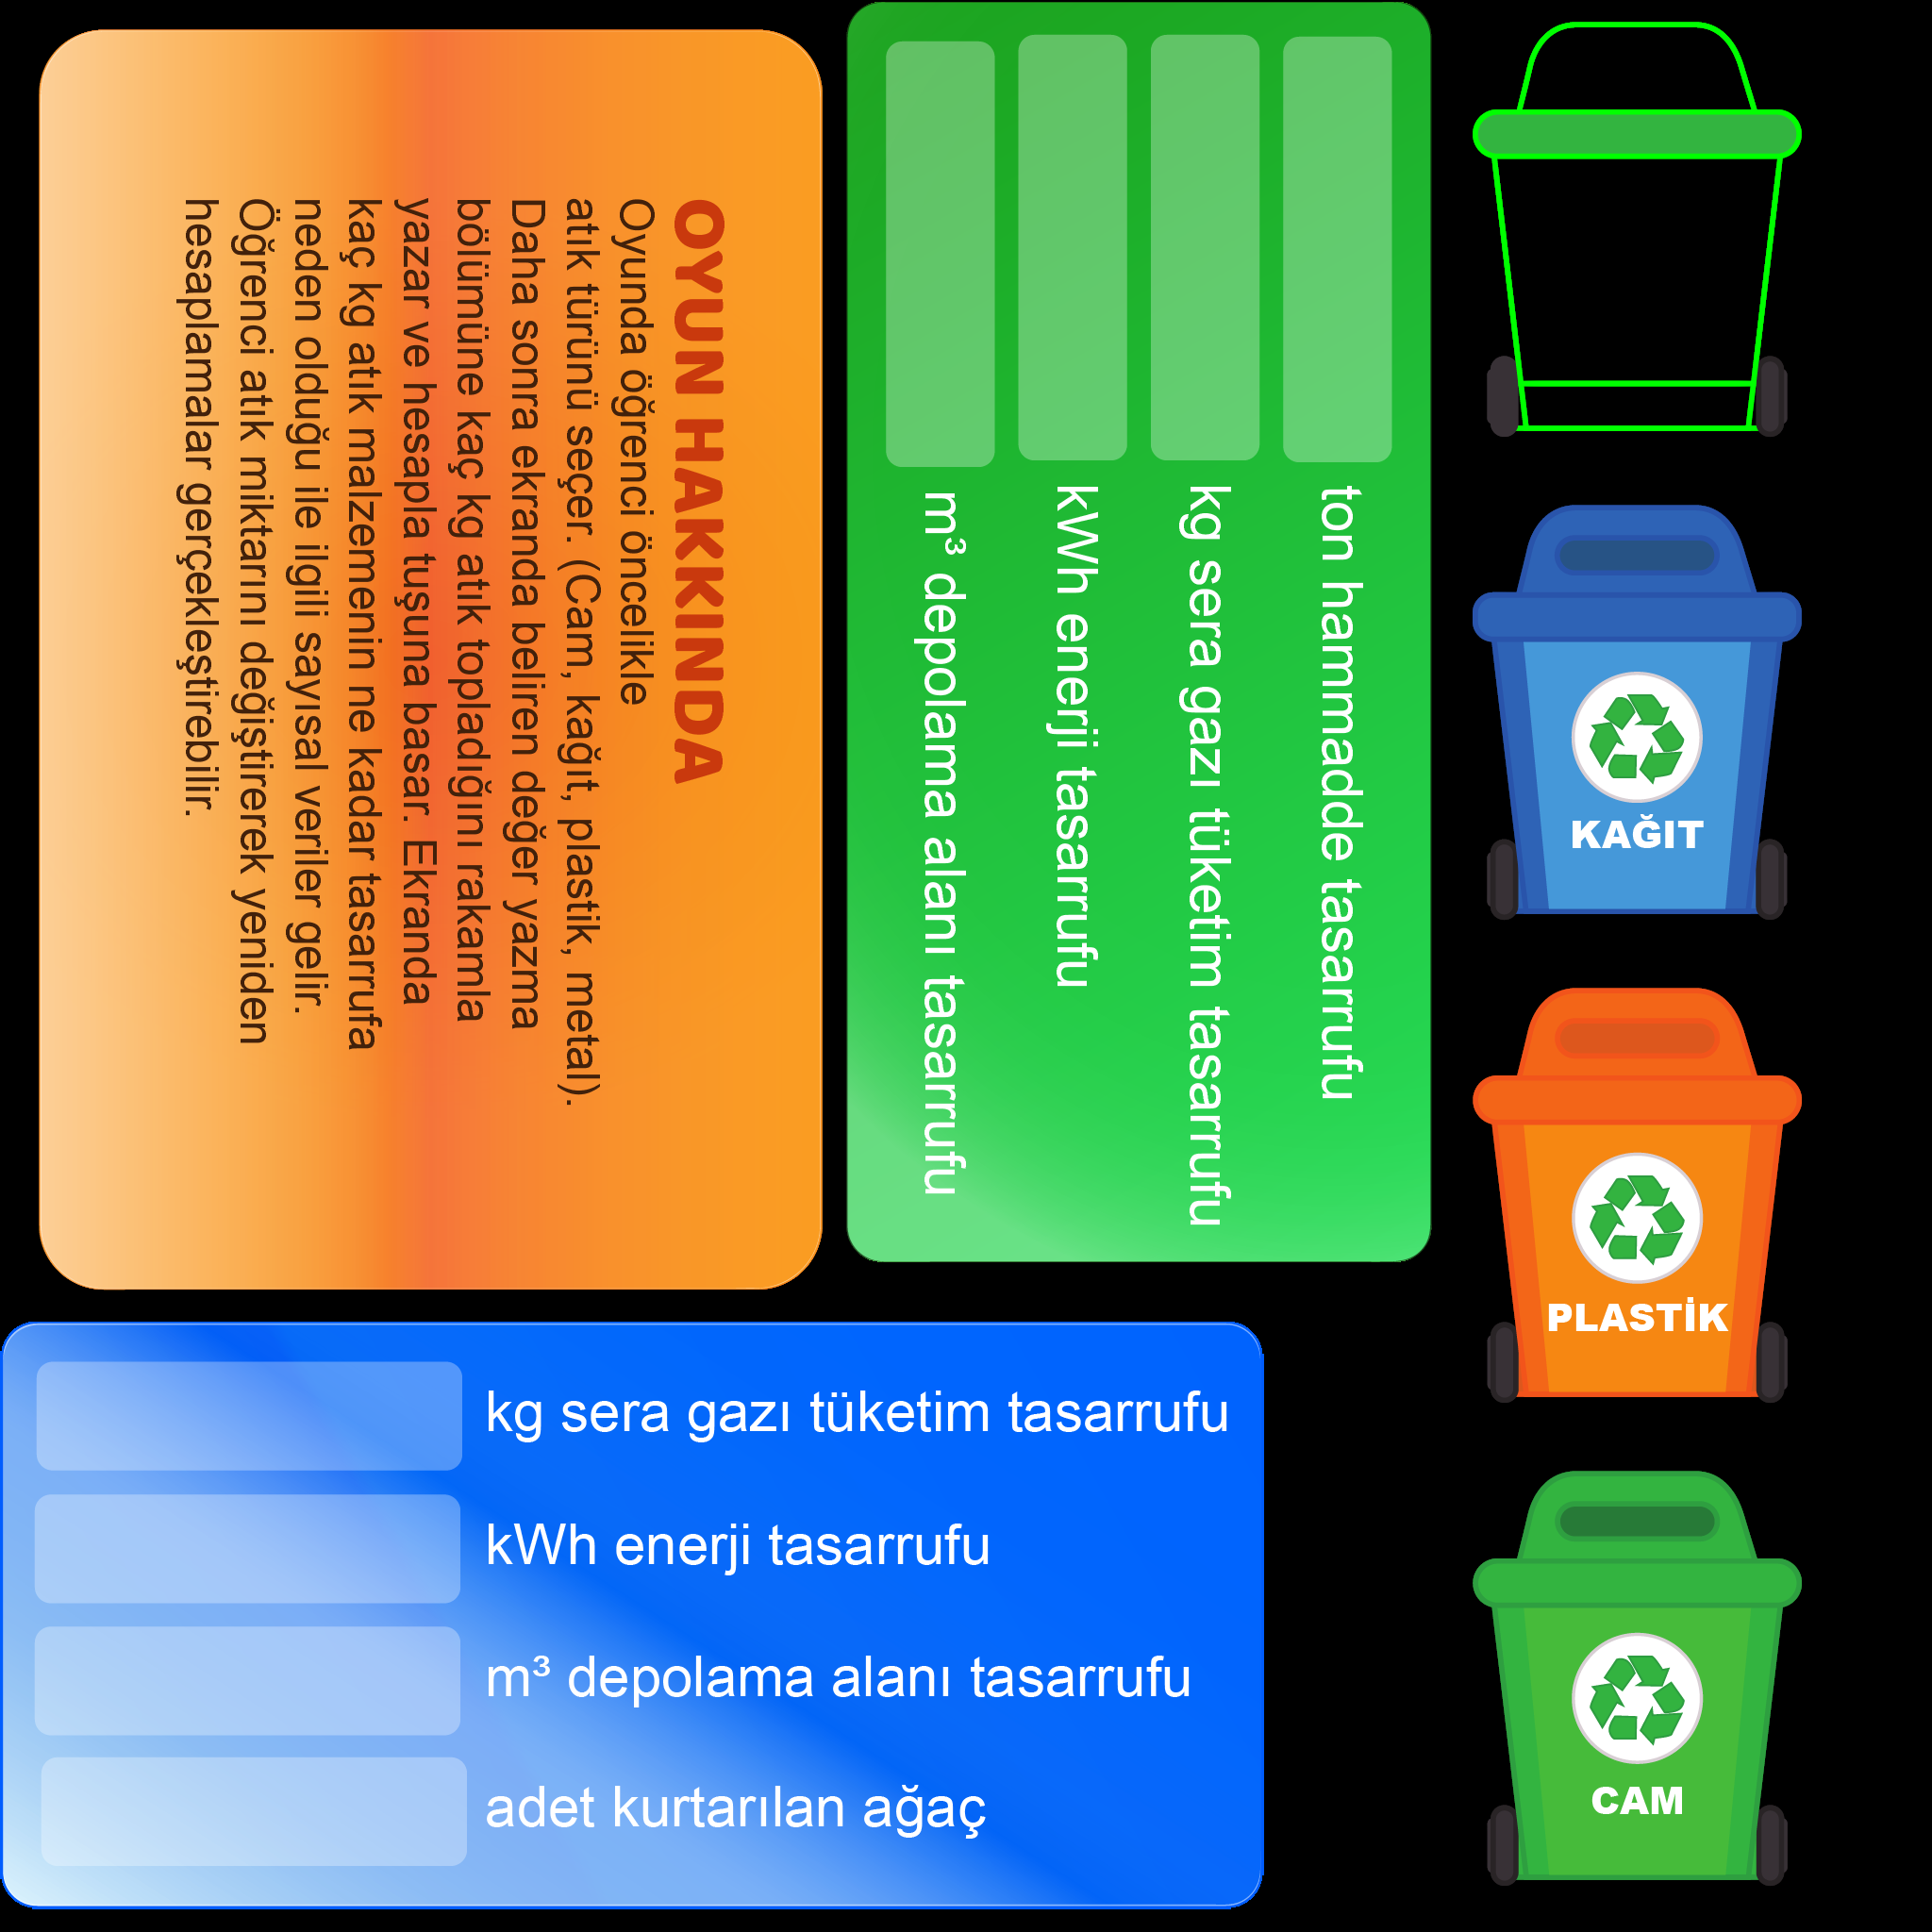 OYUN HAKKINDA
Oyunda öğrenci öncelikle
atık türünü seçer. (Cam, kağıt, plastik, metal).
Daha sonra ekranda beliren değer yazma
bölümüne kaç kg atık topladığını rakamla
yazar ve hesapla tuşuna basar. Ekranda
kaç kg atık malzemenin ne kadar tasarrufa
neden olduğu ile ilgili sayısal veriler gelir.
Öğrenci atık miktarını değiştirerek yeniden
hesaplamalar gerçekleştirebilir.
ton hammadde tasarrufu
kg sera gazı tüketim tasarrufu
kWh enerji tasarrufu
m³ depolama alanı tasarrufu
KAĞIT
PLASTİK
CAM
kg sera gazı tüketim tasarrufu
kWh enerji tasarrufu
m³ depolama alanı tasarrufu
adet kurtarılan ağaç